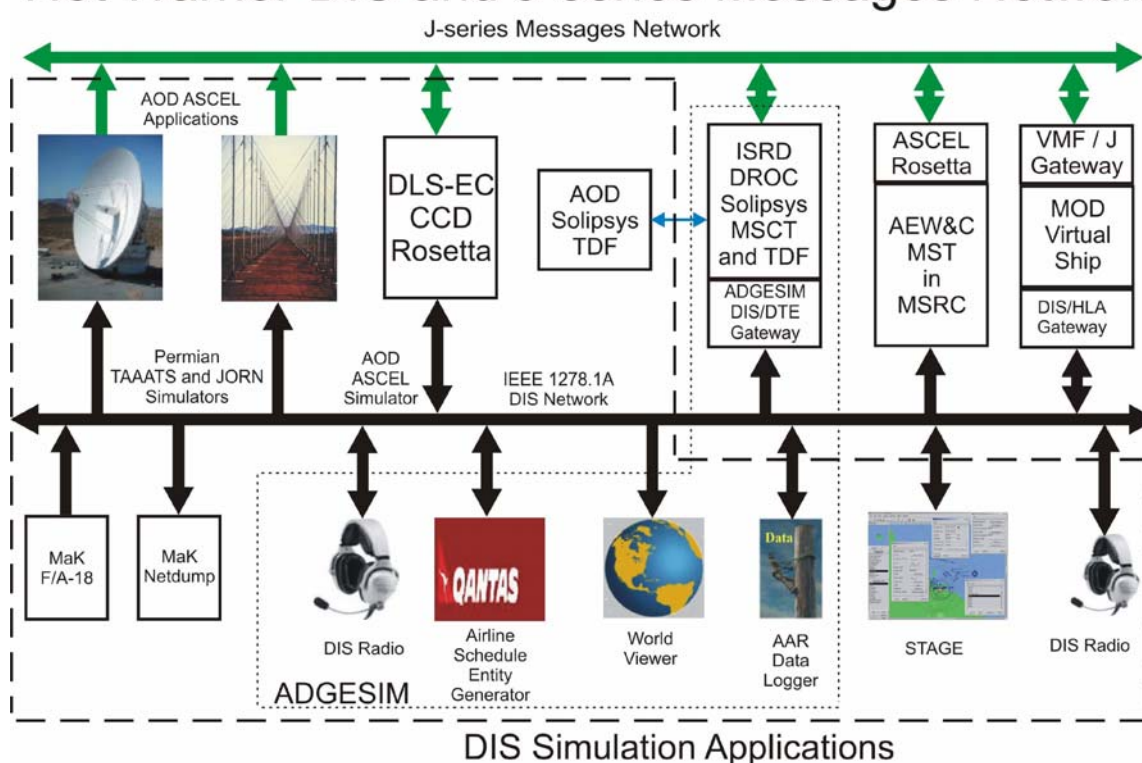 J-series Messages Network
AOD ASCEL
Applications
DLS-EC
CCD
Rosetta
AOD
Solipsys
TDF
ISRD
DROC
Solipsys
MSCT
and TDF
ADGESIM
DIS/DTE
Gateway
ASCEL
Rosetta
AEW&C
MST
in
MSRC
VMF / J
Gateway
MOD
Virtual
Ship
DIS/HLA
Gateway
Permian
TAAATS and JORN
Simulators
AOD
ASCEL
Simulator
IEEE 1278.1A
DIS Network
MaK
F/A-18
MaK
Netdump
DIS Radio
QANTAS
Airline
Schedule
Entity
Generator
World
Viewer
Data
AAR
Data
Logger
STAGE
DIS Radio
ADGESIM
DIS Simulation Applications